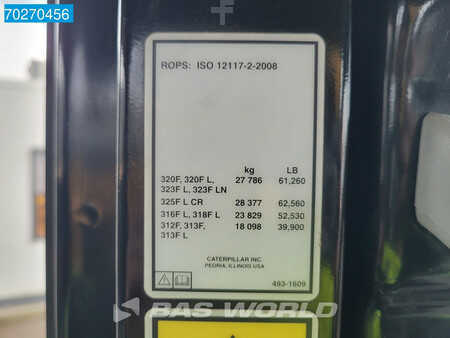 70270456
ROPS: ISO 12117-2-2008
kg LB
320F, 320F L, 27 786 61,260
323F L, 323F LN
325F L CR 28 377 62,560
316F L, 318F L 23 829 52,530
312F, 313F, 18 098 39,900
313F L
CATERPILLAR INC.
PEORIA, ILLINOIS USA
493-1609
BAS WORLD